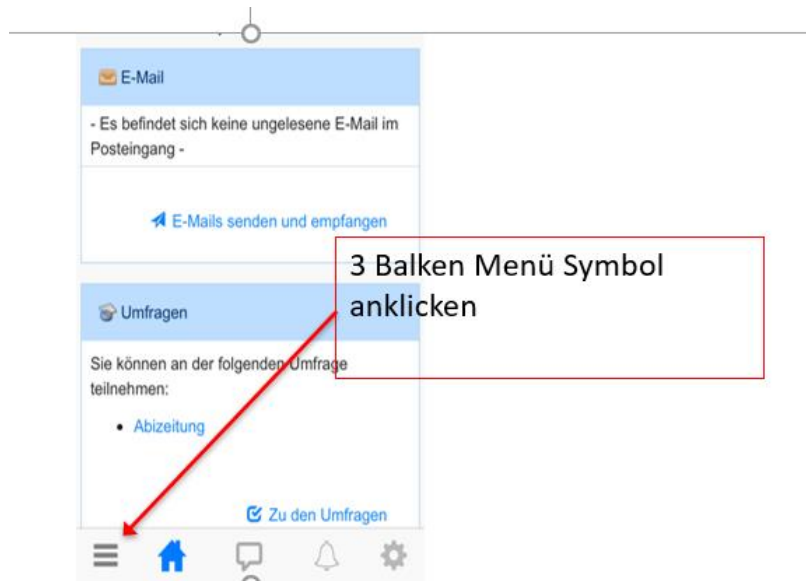 E-Mail
- Es befindet sich keine ungelesene E-Mail im
Posteingang -
E-Mails senden und empfangen
3 Balken Menü Symbol
anklicken
Umfragen
Sie können an der folgenden Umfrage
teilnehmen:
• Abizeitung
Zu den Umfragen